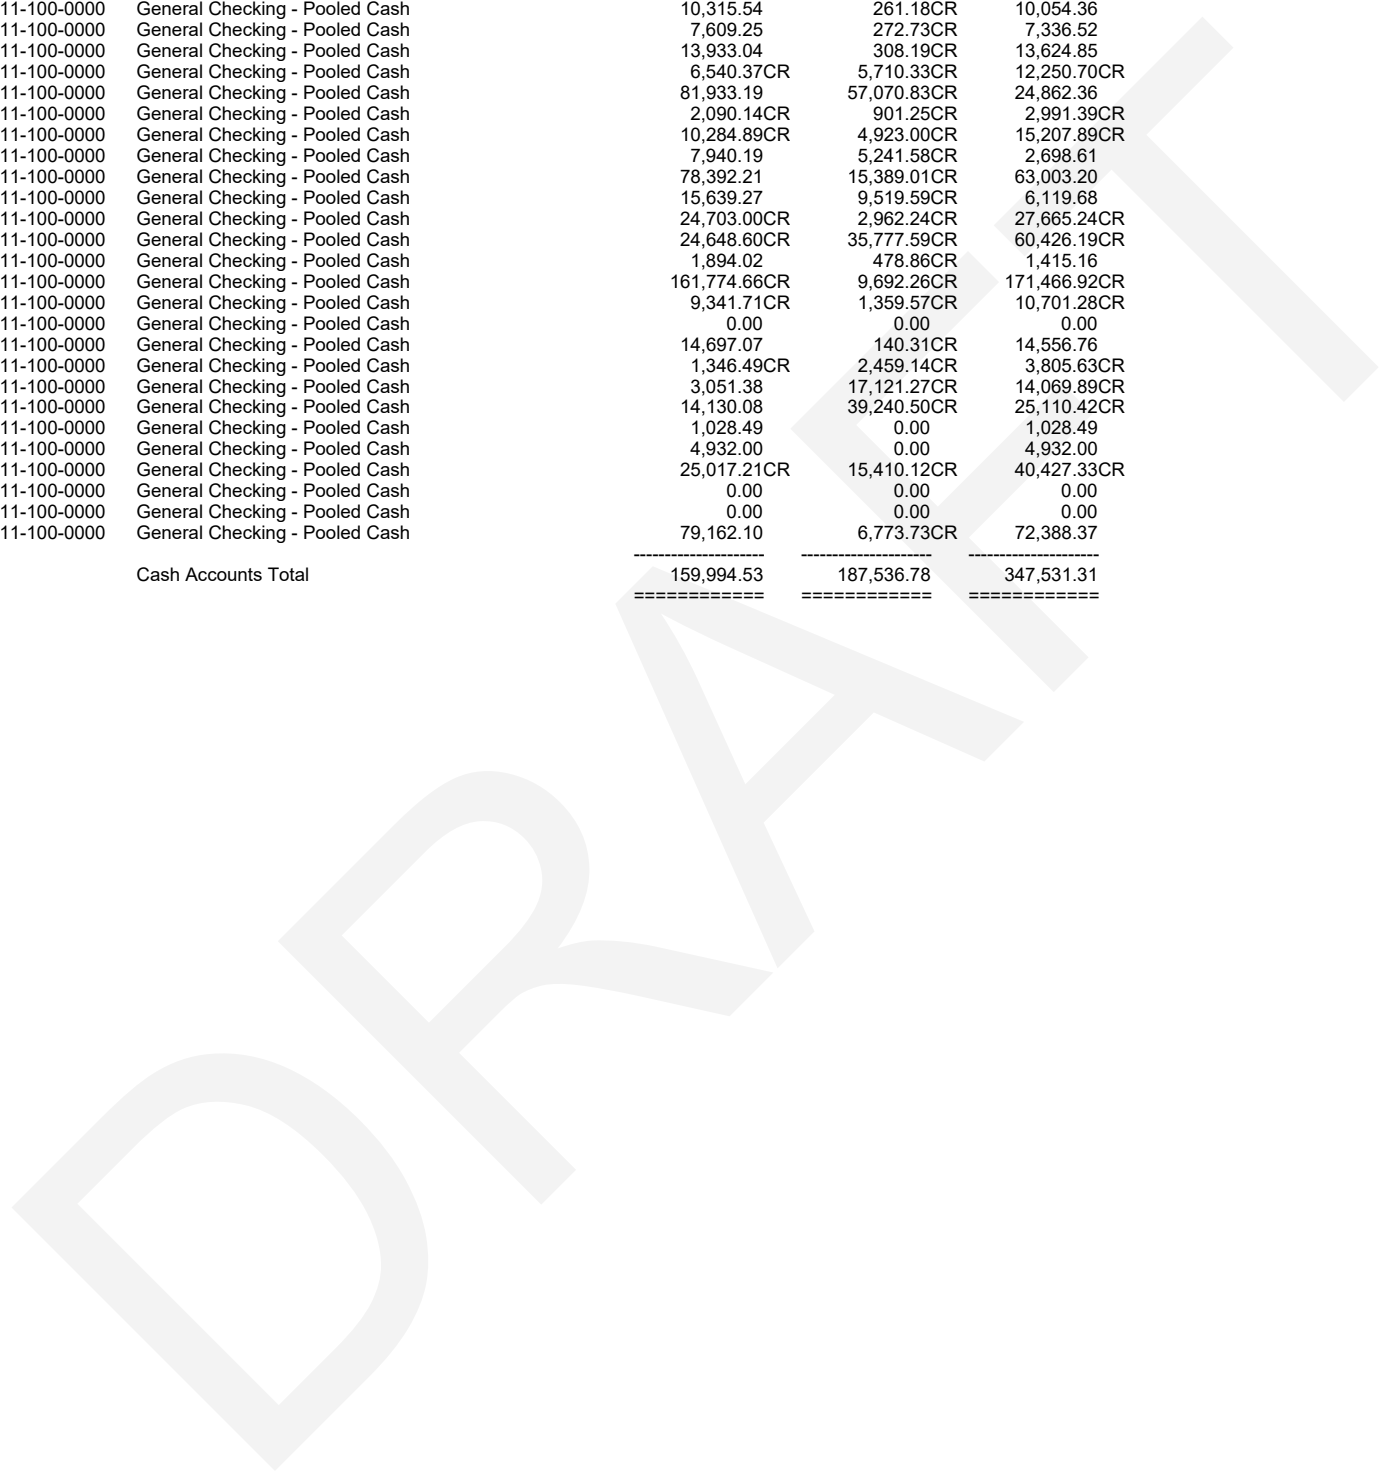 11-100-0000 General Checking - Pooled Cash 10,315.54 261.18CR 10,054.36
11-100-0000 General Checking - Pooled Cash 7,609.25 272.73CR 7,336.52
11-100-0000 General Checking - Pooled Cash 13,933.04 308.19CR 13,624.85
11-100-0000 General Checking - Pooled Cash 6,540.37CR 5,710.33CR 12,250.70CR
11-100-0000 General Checking - Pooled Cash 81,933.19 57,070.83CR 24,862.36
11-100-0000 General Checking - Pooled Cash 2,090.14CR 901.25CR 2,991.39CR
11-100-0000 General Checking - Pooled Cash 10,284.89CR 4,923.00CR 15,207.89CR
11-100-0000 General Checking - Pooled Cash 7,940.19 5,241.58CR 2,698.61
11-100-0000 General Checking - Pooled Cash 78,392.21 15,389.01CR 63,003.20
11-100-0000 General Checking - Pooled Cash 15,639.27 9,519.59CR 6,119.68
11-100-0000 General Checking - Pooled Cash 24,703.00CR 2,962.24CR 27,665.24CR
11-100-0000 General Checking - Pooled Cash 24,648.60CR 35,777.59CR 60,426.19CR
11-100-0000 General Checking - Pooled Cash 1,894.02 478.86CR 1,415.16
11-100-0000 General Checking - Pooled Cash 161,774.66CR 9,692.26CR 171,466.92CR
11-100-0000 General Checking - Pooled Cash 9,341.71CR 1,359.57CR 10,701.28CR
11-100-0000 General Checking - Pooled Cash 0.00 0.00 0.00
11-100-0000 General Checking - Pooled Cash 14,697.07 140.31CR 14,556.76
11-100-0000 General Checking - Pooled Cash 1,346.49CR 2,459.14CR 3,805.63CR
11-100-0000 General Checking - Pooled Cash 3,051.38 17,121.27CR 14,069.89CR
11-100-0000 General Checking - Pooled Cash 14,130.08 39,240.50CR 25,110.42CR
11-100-0000 General Checking - Pooled Cash 1,028.49 0.00 1,028.49
11-100-0000 General Checking - Pooled Cash 4,932.00 0.00 4,932.00
11-100-0000 General Checking - Pooled Cash 25,017.21CR 15,410.12CR 40,427.33CR
11-100-0000 General Checking - Pooled Cash 0.00 0.00 0.00
11-100-0000 General Checking - Pooled Cash 0.00 0.00 0.00
11-100-0000 General Checking - Pooled Cash 79,162.10 6,773.73CR 72,388.37
--------------------- --------------------- ---------------------
Cash Accounts Total 159,994.53 187,536.78 347,531.31
============ ============ ============
DRAFT